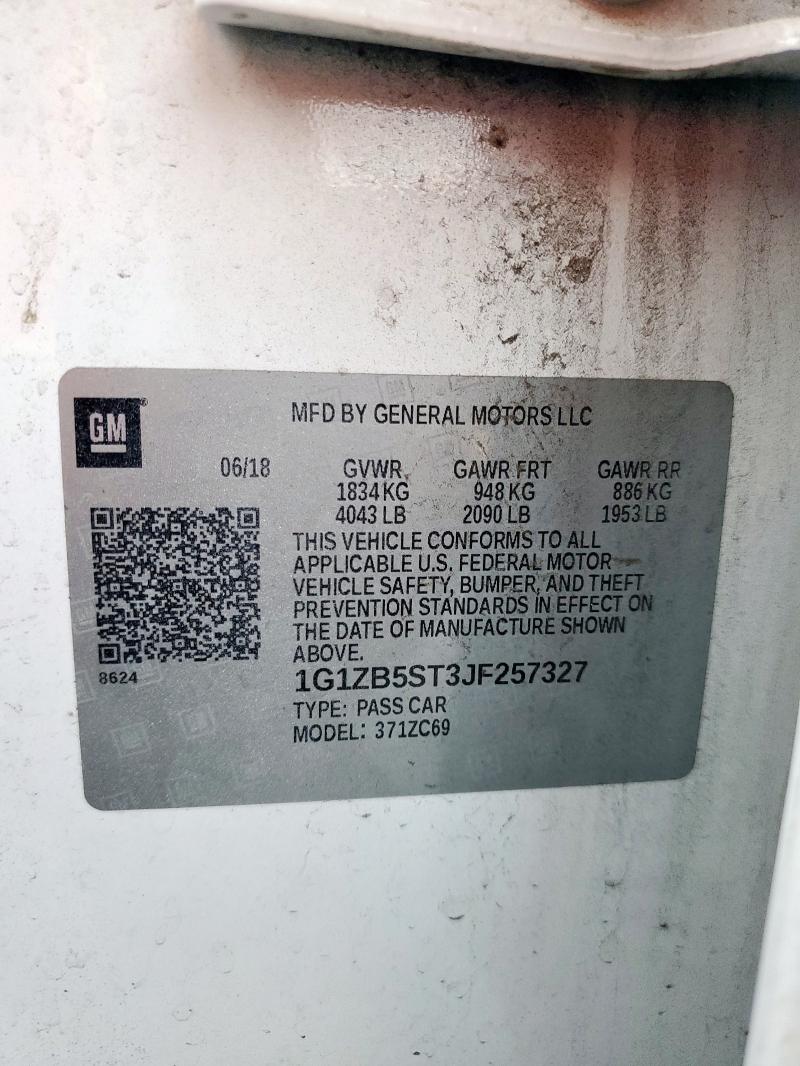 GM
MFD BY GENERAL MOTORS LLC
06/18 GVWR GAWR FRT GAWR RR
1834 KG 948 KG 886 KG
4043 LB 2090 LB 1953 LB
THIS VEHICLE CONFORMS TO ALL
APPLICABLE U.S. FEDERAL MOTOR
VEHICLE SAFETY, BUMPER, AND THEFT
PREVENTION STANDARDS IN EFFECT ON
THE DATE OF MANUFACTURE SHOWN
ABOVE.
8624
1G1ZB5ST3JF257327
TYPE: PASS CAR
MODEL: 371ZC69